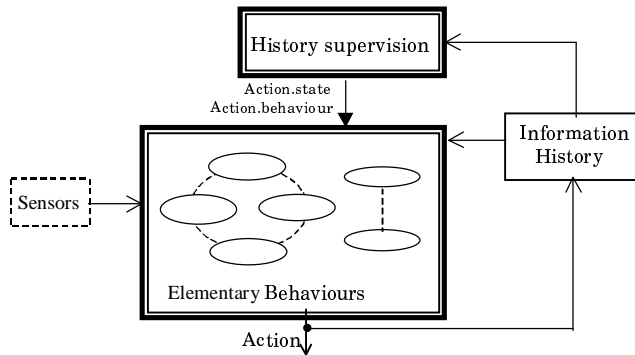 History supervision
Action.state
Action.behaviour
Information
History
Sensors
Elementary Behaviours
Action